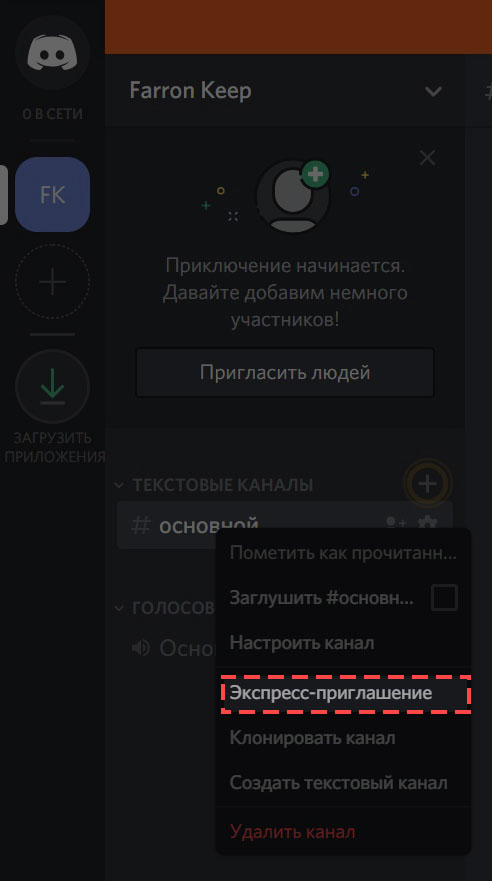 Farron Keep
#
0 В СЕТИ
FK
Приключение начинается.
Давайте добавим немного
участников!
Пригласить людей
ЗАГРУЗИТЬ
ПРИЛОЖЕНИЯ
ТЕКСТОВЫЕ КАНАЛЫ
# основной
Пометить как прочитанн...
Заглушить #основн...
ГОЛОСОВ
Настроить канал
Осно
Экспресс-приглашение
Клонировать канал
Создать текстовый канал
Удалить канал